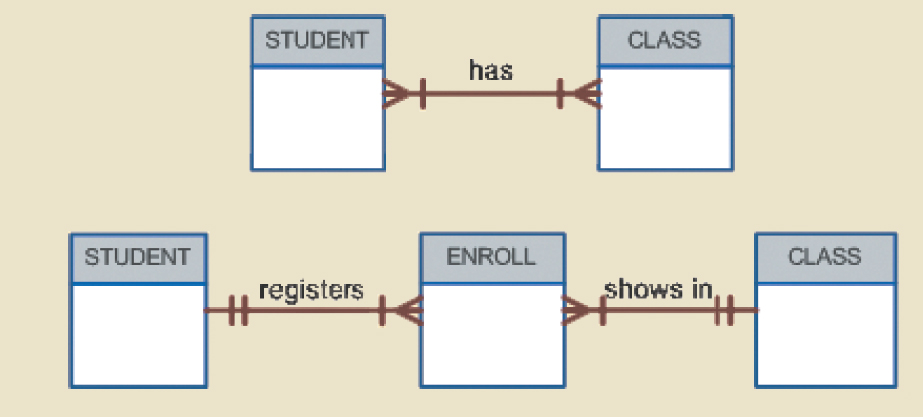 STUDENT
has
CLASS
STUDENT
registers
ENROLL
shows in
CLASS